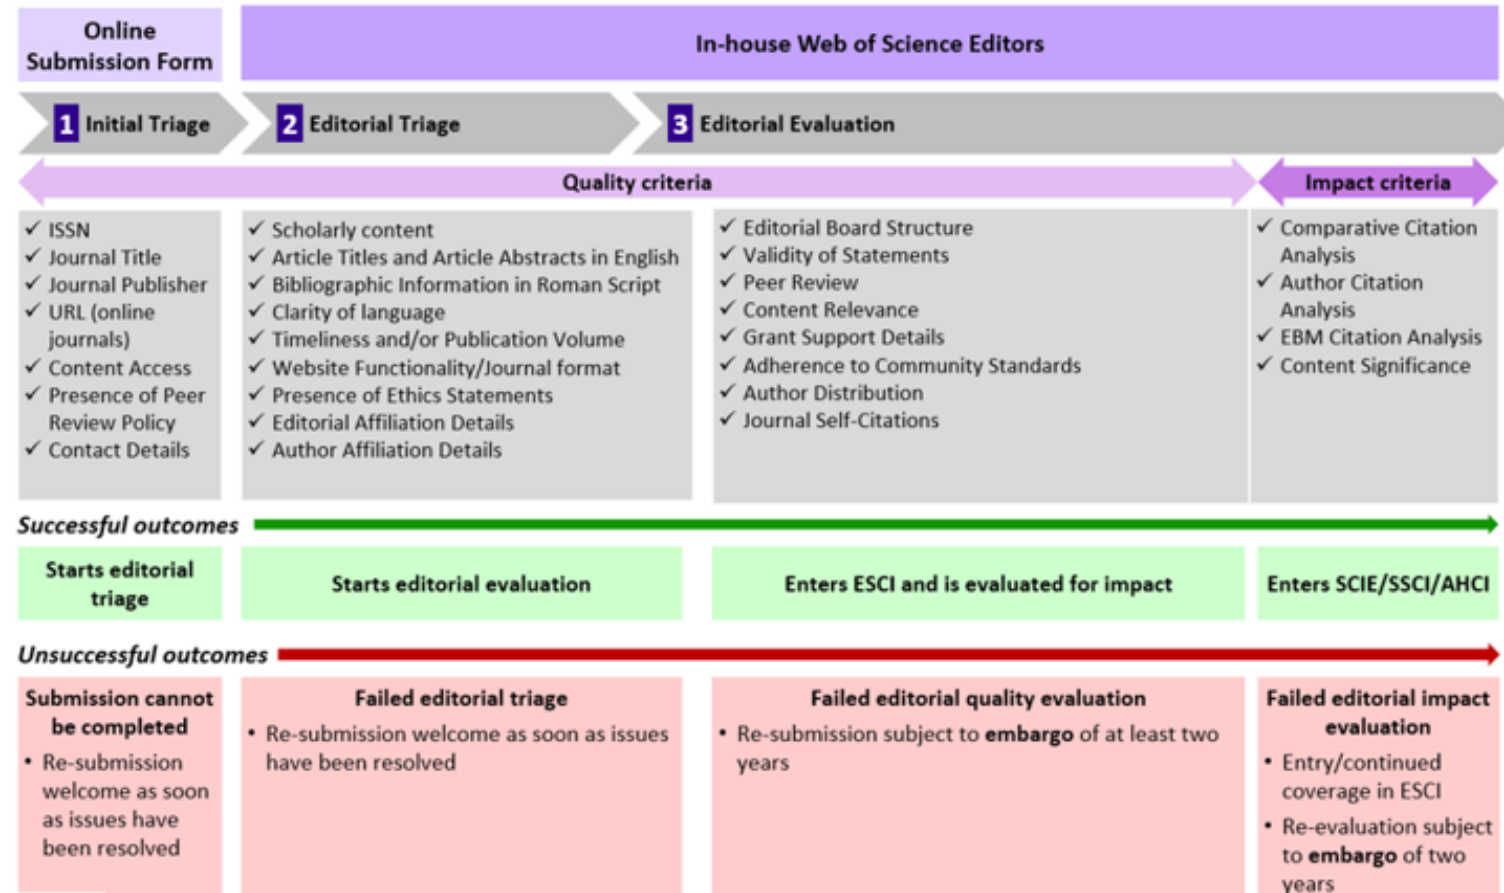 Online
Submission Form
In-house Web of Science Editors
1 Initial Triage
2 Editorial Triage
3 Editorial Evaluation
Quality criteria
Impact criteria
✓ ISSN
✓ Journal Title
✓ Journal Publisher
✓ URL (online
journals)
✓ Content Access
✓ Presence of Peer
Review Policy
✓ Contact Details
✓ Scholarly content
✓ Article Titles and Article Abstracts in English
✓ Bibliographic Information in Roman Script
✓ Clarity of language
✓ Timeliness and/or Publication Volume
✓ Website Functionality/Journal format
✓ Presence of Ethics Statements
✓ Editorial Affiliation Details
✓ Author Affiliation Details
✓ Editorial Board Structure
✓ Validity of Statements
✓ Peer Review
✓ Content Relevance
✓ Grant Support Details
✓ Adherence to Community Standards
✓ Author Distribution
✓ Journal Self-Citations
✓ Comparative Citation
Analysis
✓ Author Citation
Analysis
✓ EBM Citation Analysis
✓ Content Significance
Successful outcomes
Starts editorial
triage
Starts editorial evaluation
Enters ESCI and is evaluated for impact
Enters SCIE/SSCI/AHCI
Unsuccessful outcomes
Submission cannot
be completed
• Re-submission
welcome as soon
as issues have
been resolved
Failed editorial triage
• Re-submission welcome as soon as issues
have been resolved
Failed editorial quality evaluation
• Re-submission subject to embargo of at least two
years
Failed editorial impact
evaluation
• Entry/continued
coverage in ESCI
• Re-evaluation subject
to embargo of two
years